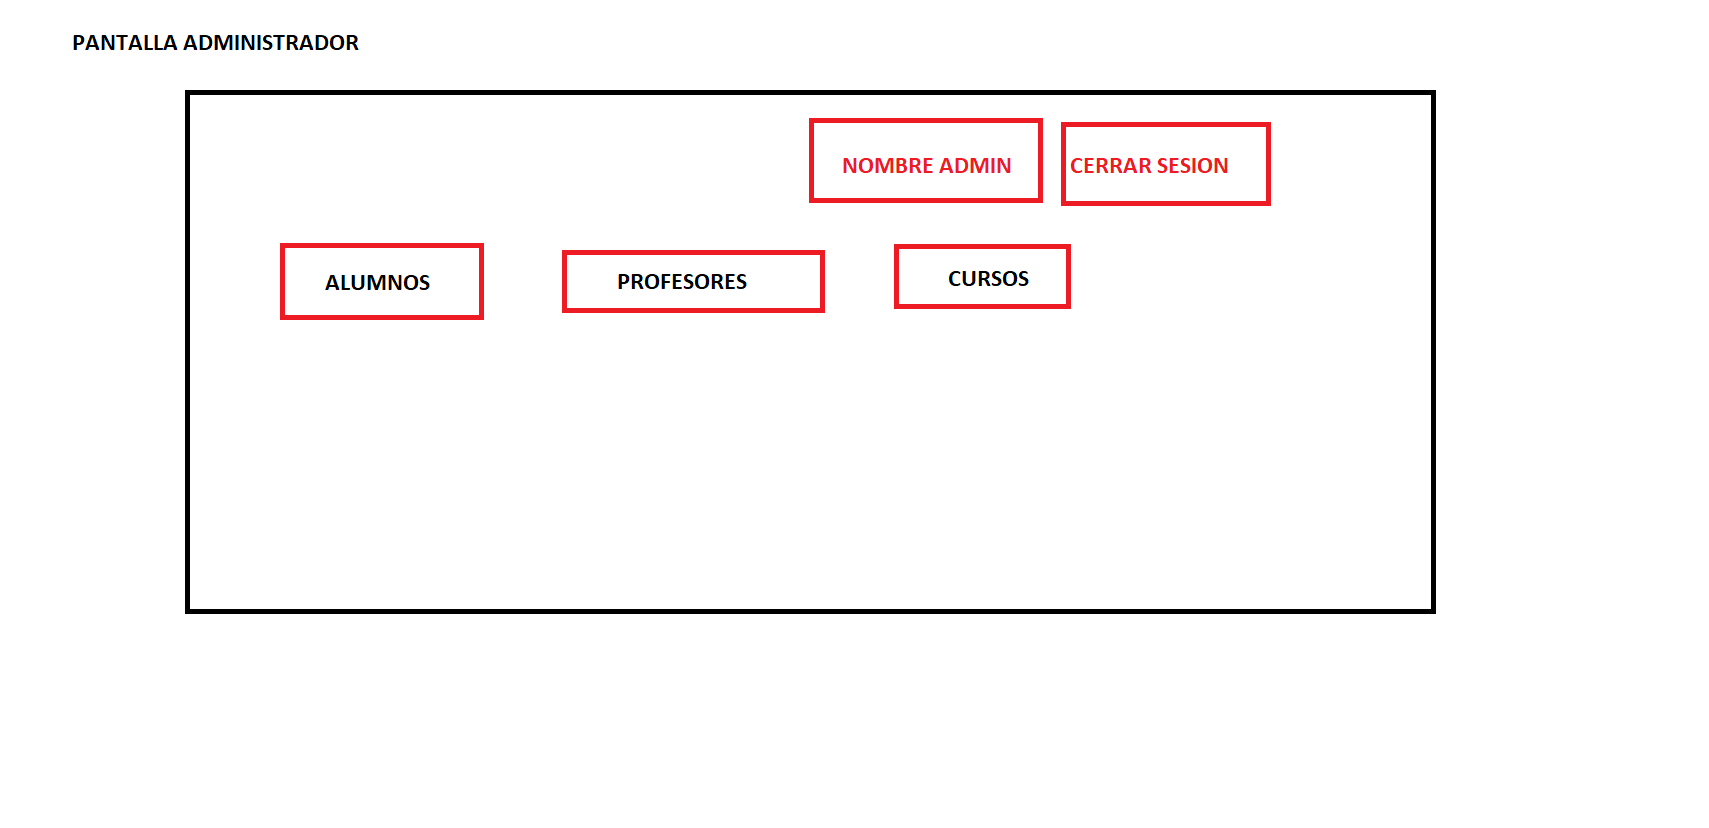 PANTALLA ADMINISTRADOR
NOMBRE ADMIN
CERRAR SESION
ALUMNOS
PROFESORES
CURSOS